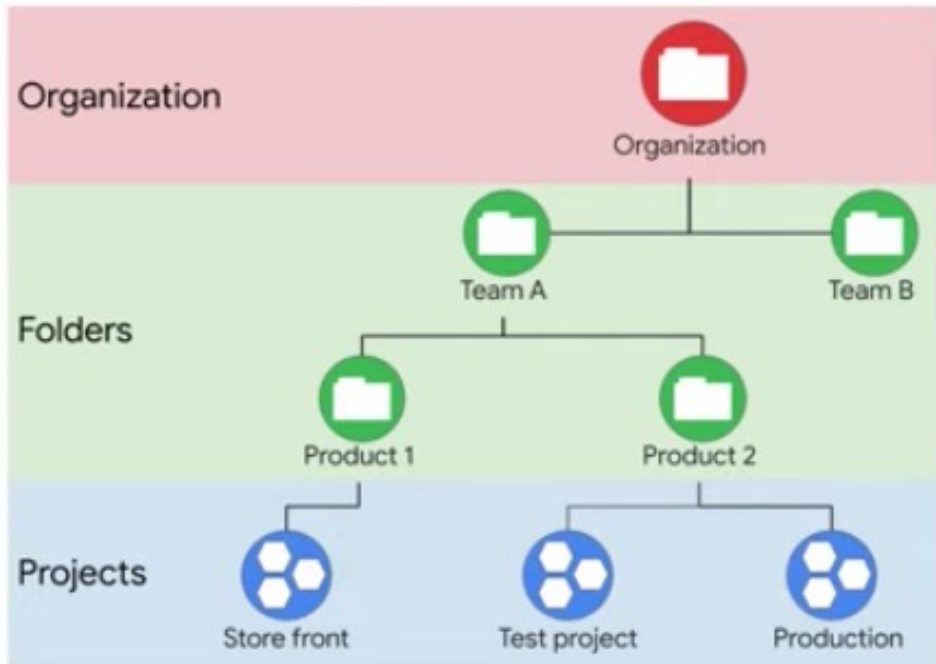 Organization
Organization
Team A
Team B
Folders
Product 1
Product 2
Projects
Store front
Test project
Production